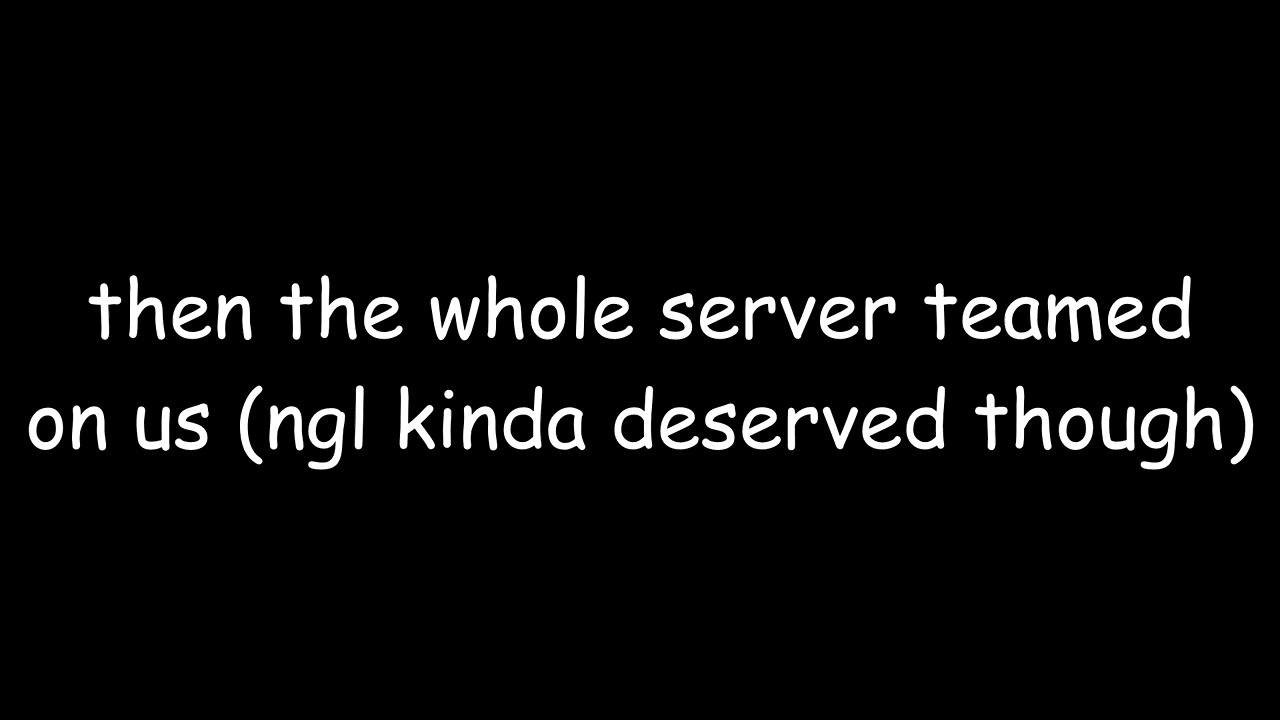 then the whole server teamed
on us (ngl kinda deserved though)